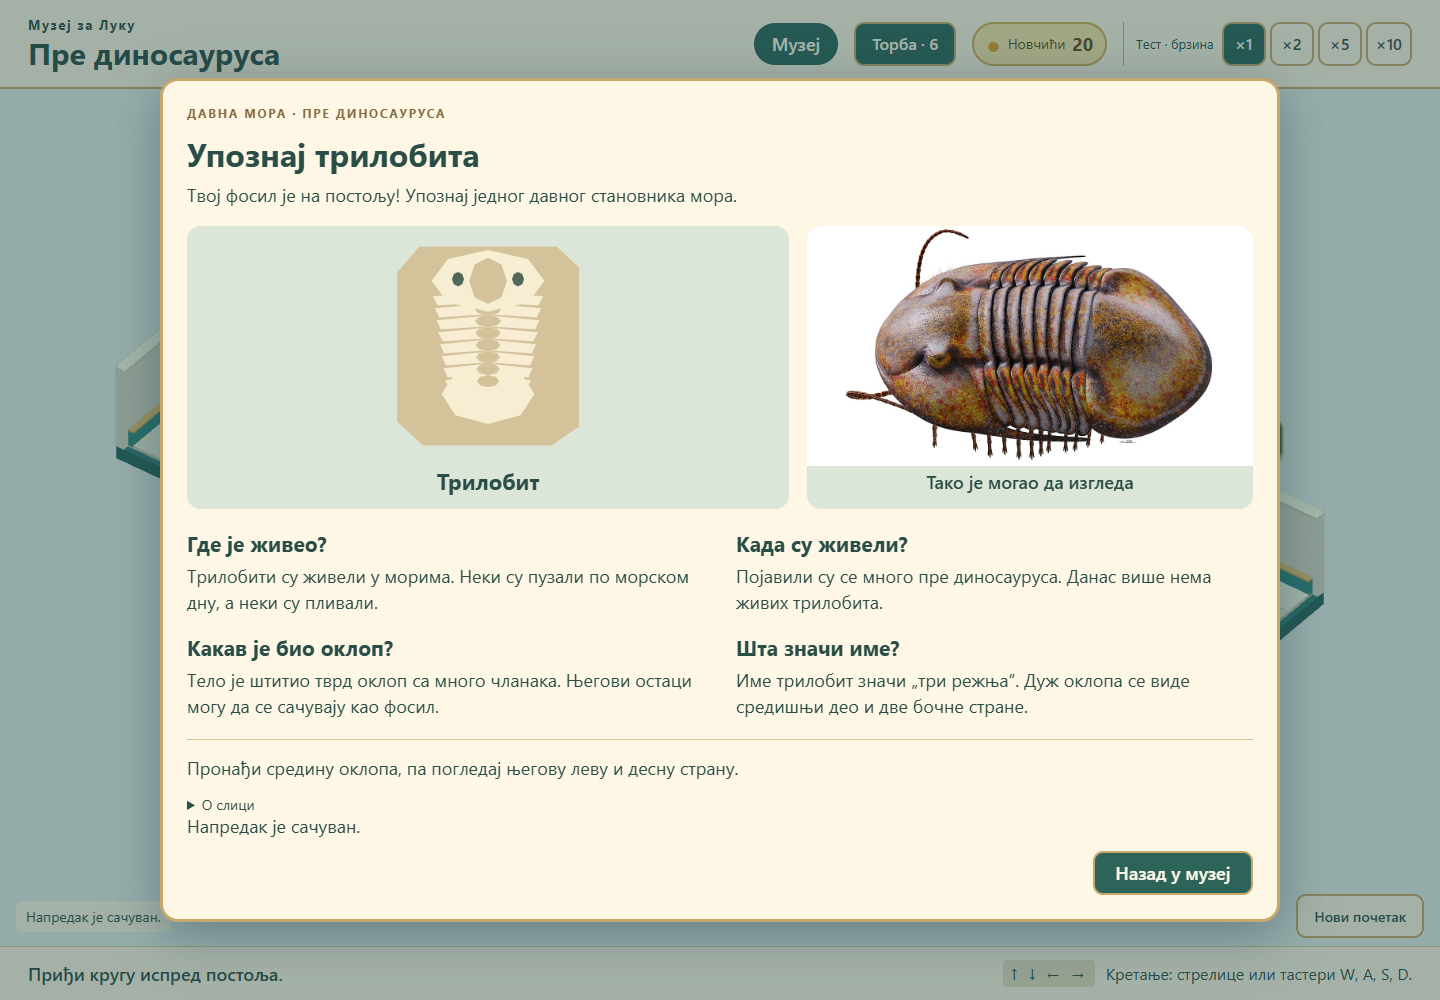 Музеј за Луку
Пре диносауруса
Музеј
Торба · 6
Новчићи 20
Тест · брзина
×1
×2
×5
×10
ДАВНА МОРА · ПРЕ ДИНОСАУРУСА
Упознај трилобита
Твој фосил је на постољу! Упознај једног давног становника мора.
Трилобит
Тако је могао да изгледа
Где је живео?
Трилобити су живели у морима. Неки су пузали по морском
дну, а неки су пливали.
Када су живели?
Појавили су се много пре диносауруса. Данас више нема
живих трилобита.
Какав је био оклоп?
Тело је штитио тврд оклоп са много чланака. Његови остаци
могу да се сачувају као фосил.
Шта значи име?
Име трилобит значи „три режња“. Дуж оклопа се виде
средишњи део и две бочне стране.
Пронађи средину оклопа, па погледај његову леву и десну страну.
▶ О слици
Напредак је сачуван.
Назад у музеј
Напредак је сачуван.
Нови почетак
Приђи кругу испред постоља.
↑ ↓ ← → Кретање: стрелице или тастери W, A, S, D.